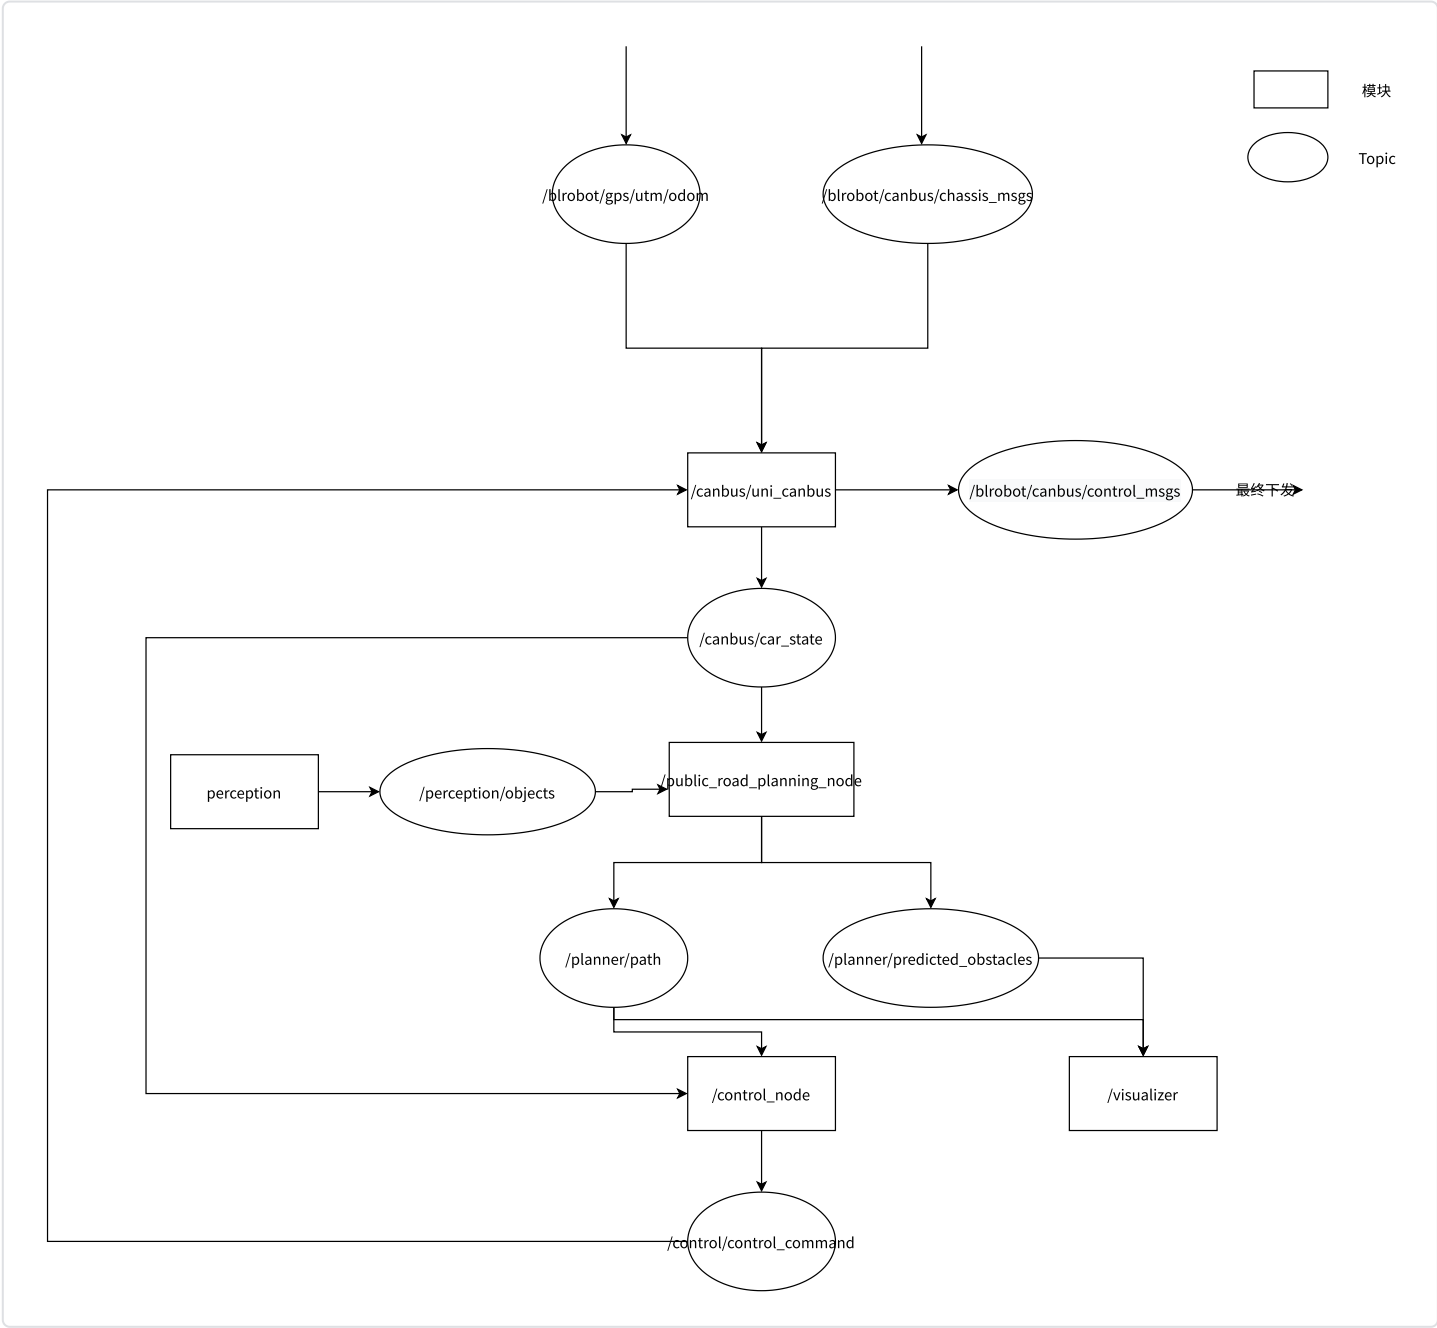 模块
Topic
/blrobot/gps/utm/odom
/blrobot/canbus/chassis_msgs
/canbus/uni_canbus
/blrobot/canbus/control_msgs
最终下发
/canbus/car_state
perception
/perception/objects
/public_road_planning_node
/planner/path
/planner/predicted_obstacles
/control_node
/visualizer
/control/control_command